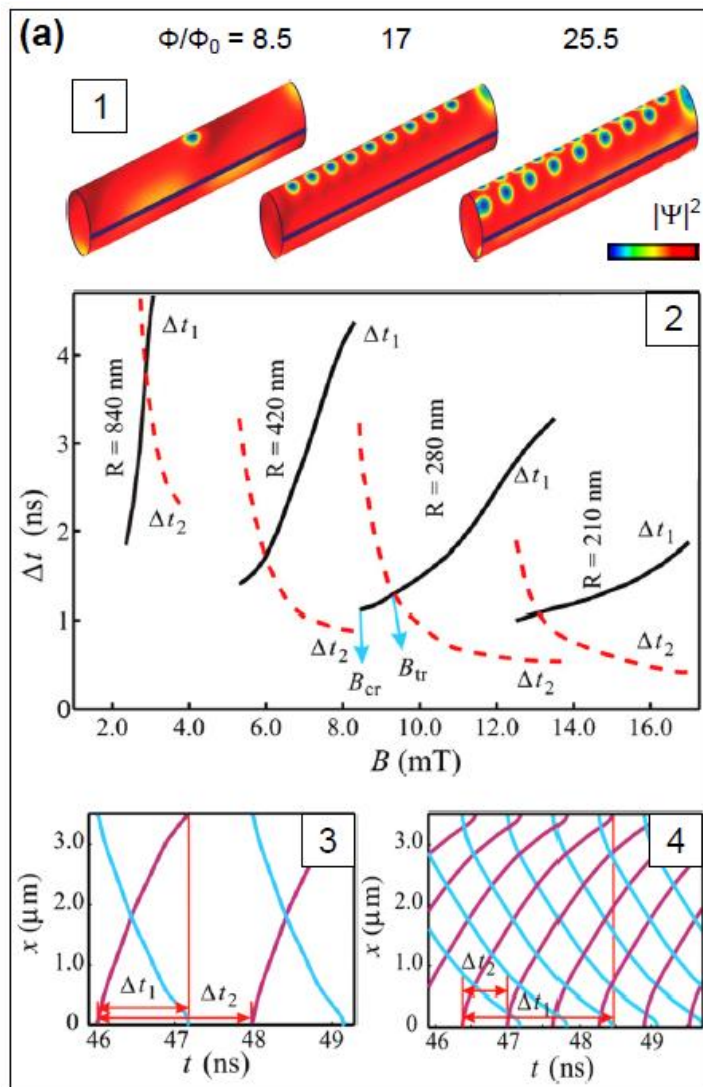 (a)
Φ/Φ₀ = 8.5 17 25.5
1
|Ψ|²
2
Δt (ns)
4
3
2
1
0
Δt₁
R = 840 nm
Δt₂
R = 420 nm
Δt₁
Δt₂
R = 280 nm
Δt₁
Δt₂
R = 210 nm
Δt₁
Δt₂
B_cr
B_tr
2.0 4.0 6.0 8.0 10.0 12.0 14.0 16.0
B (mT)
3
x (μm)
3.0
2.0
1.0
0
Δt₁
Δt₂
46 47 48 49
t (ns)
4
x (μm)
3.0
2.0
1.0
0
Δt₂
Δt₁
46 47 48 49
t (ns)